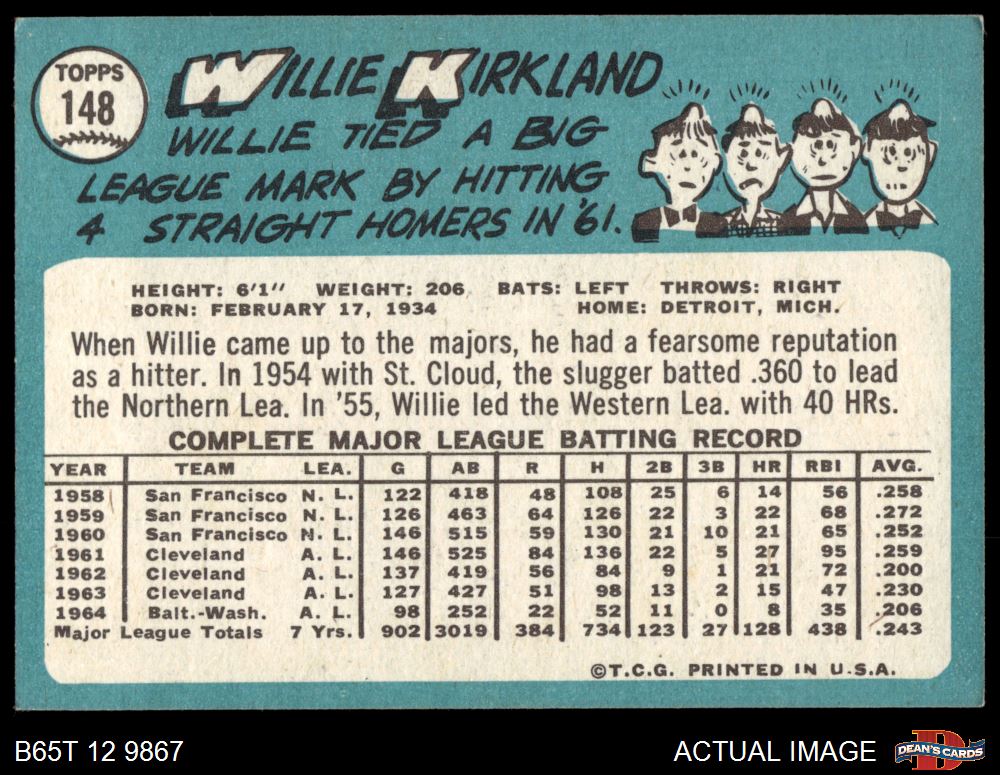 TOPPS
148
WILLIE KIRKLAND
WILLIE TIED A BIG
LEAGUE MARK BY HITTING
4 STRAIGHT HOMERS IN '61.
HEIGHT: 6'1" WEIGHT: 206 BATS: LEFT THROWS: RIGHT
BORN: FEBRUARY 17, 1934 HOME: DETROIT, MICH.
When Willie came up to the majors, he had a fearsome reputation
as a hitter. In 1954 with St. Cloud, the slugger batted .360 to lead
the Northern Lea. In '55, Willie led the Western Lea. with 40 HRs.
COMPLETE MAJOR LEAGUE BATTING RECORD
YEAR TEAM LEA. G AB R H 2B 3B HR RBI AVG.
1958 San Francisco N. L. 122 418 48 108 25 6 14 56 .258
1959 San Francisco N. L. 126 463 64 126 22 3 22 68 .272
1960 San Francisco N. L. 146 515 59 130 21 10 21 65 .252
1961 Cleveland A. L. 146 525 84 136 22 5 27 95 .259
1962 Cleveland A. L. 137 419 56 84 9 1 21 72 .200
1963 Cleveland A. L. 127 427 51 98 13 2 15 47 .230
1964 Balt.-Wash. A. L. 98 252 22 52 11 0 8 35 .206
Major League Totals 7 Yrs. 902 3019 384 734 123 27 128 438 .243
©T.C.G. PRINTED IN U.S.A.
B65T 12 9867
ACTUAL IMAGE
DEAN'S CARDS